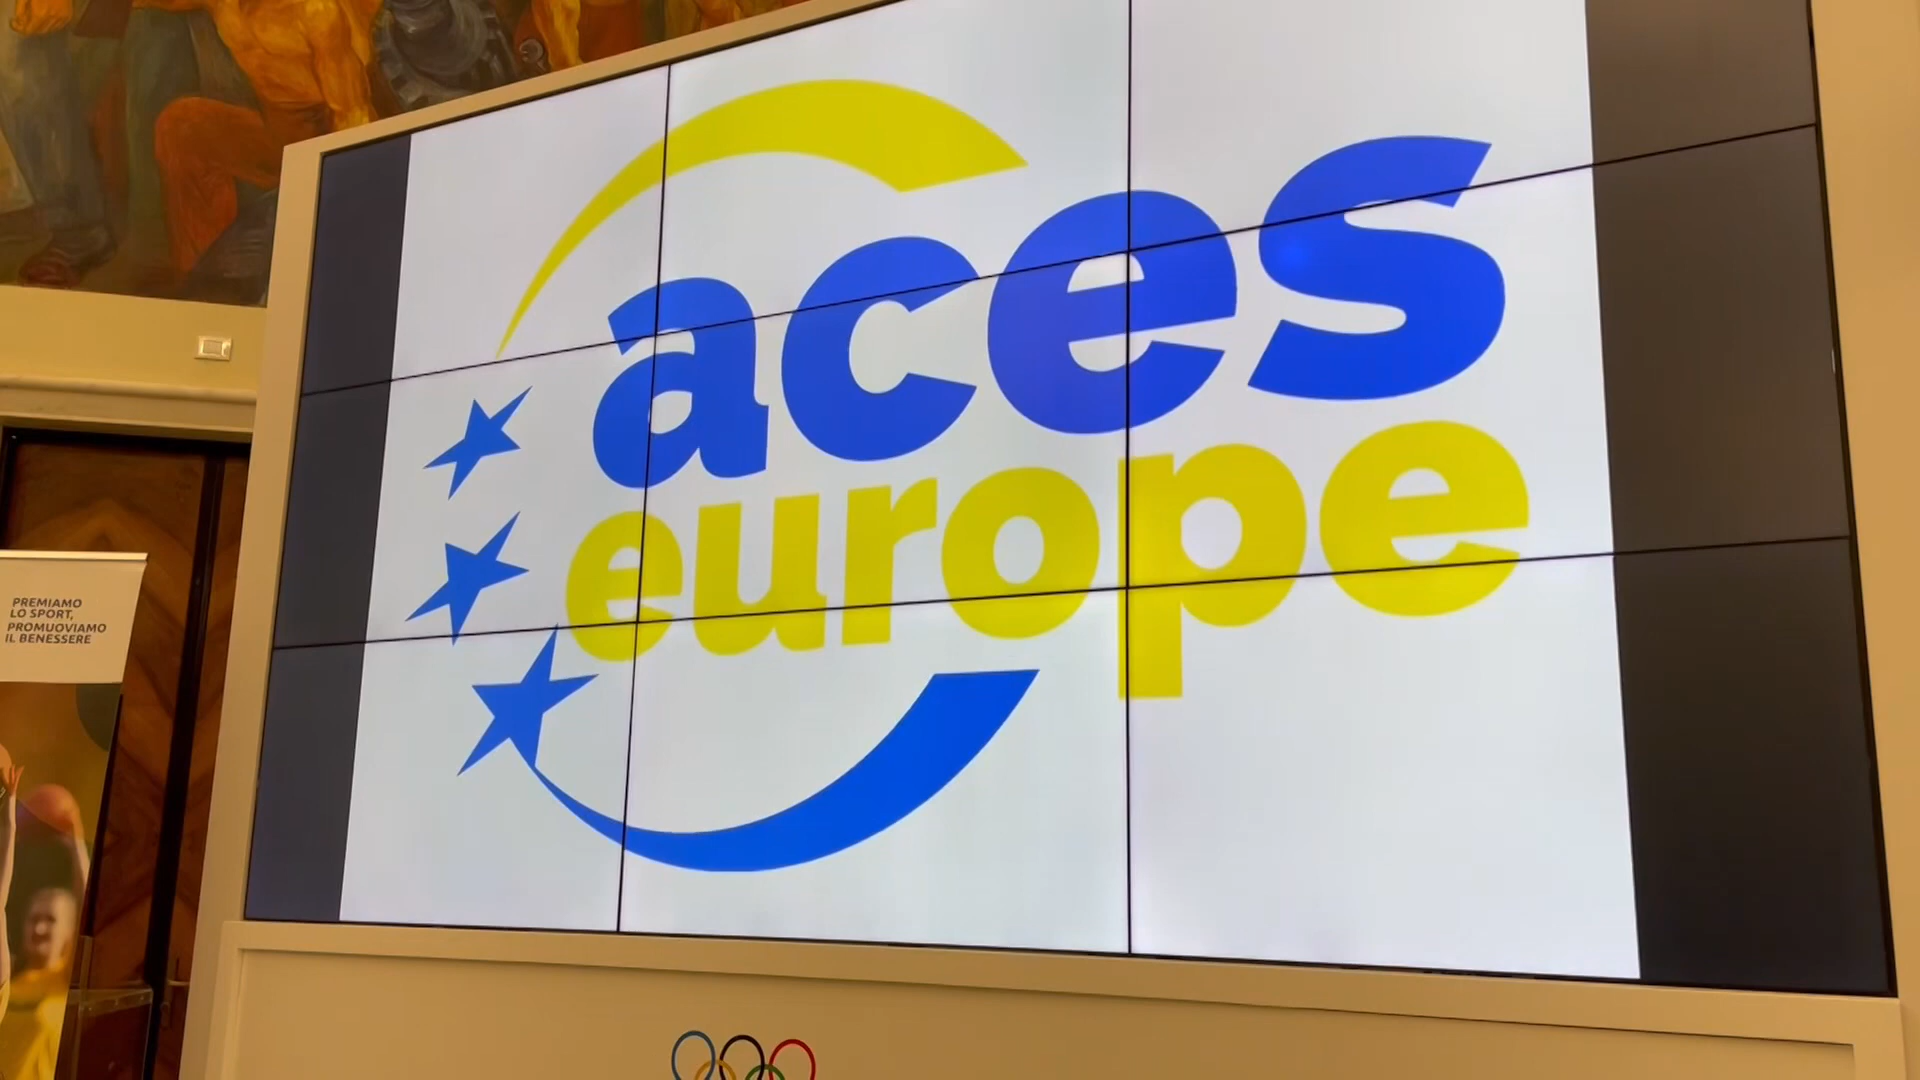 aces
europe
PREMIAMO
LO SPORT,
PROMUOVIAMO
IL BENESSERE